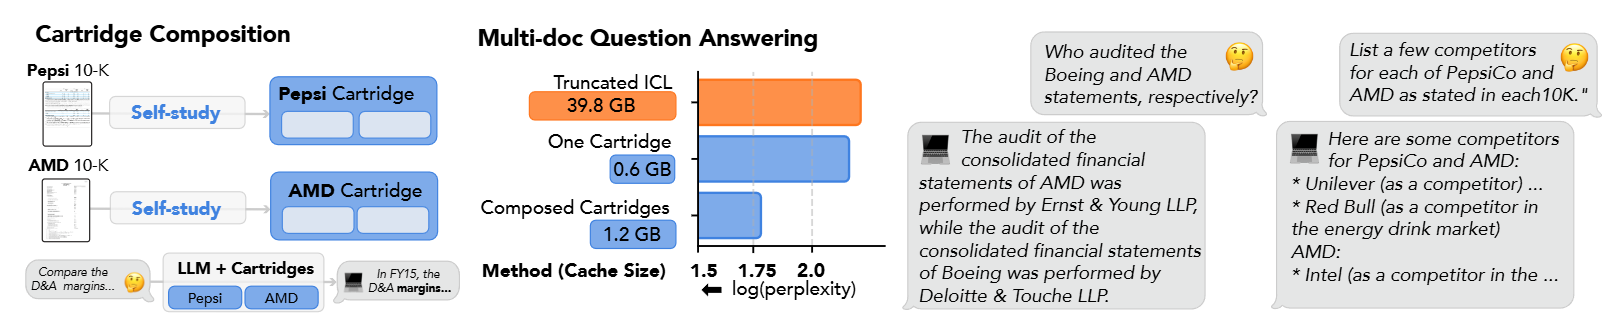 Cartridge Composition
Pepsi 10-K
Self-study
Pepsi Cartridge
AMD 10-K
Self-study
AMD Cartridge
Compare the
D&A margins...
LLM + Cartridges
Pepsi
AMD
In FY15, the
D&A margins...
Multi-doc Question Answering
Truncated ICL
39.8 GB
One Cartridge
0.6 GB
Composed Cartridges
1.2 GB
Method (Cache Size)
1.5
1.75
2.0
log(perplexity)
Who audited the
Boeing and AMD
statements, respectively?
The audit of the
consolidated financial
statements of AMD was
performed by Ernst & Young LLP,
while the audit of the
consolidated financial statements
of Boeing was performed by
Deloitte & Touche LLP.
List a few competitors
for each of PepsiCo and
AMD as stated in each10K."
Here are some competitors
for PepsiCo and AMD:
* Unilever (as a competitor) ...
* Red Bull (as a competitor in
the energy drink market)
AMD:
* Intel (as a competitor in the ...